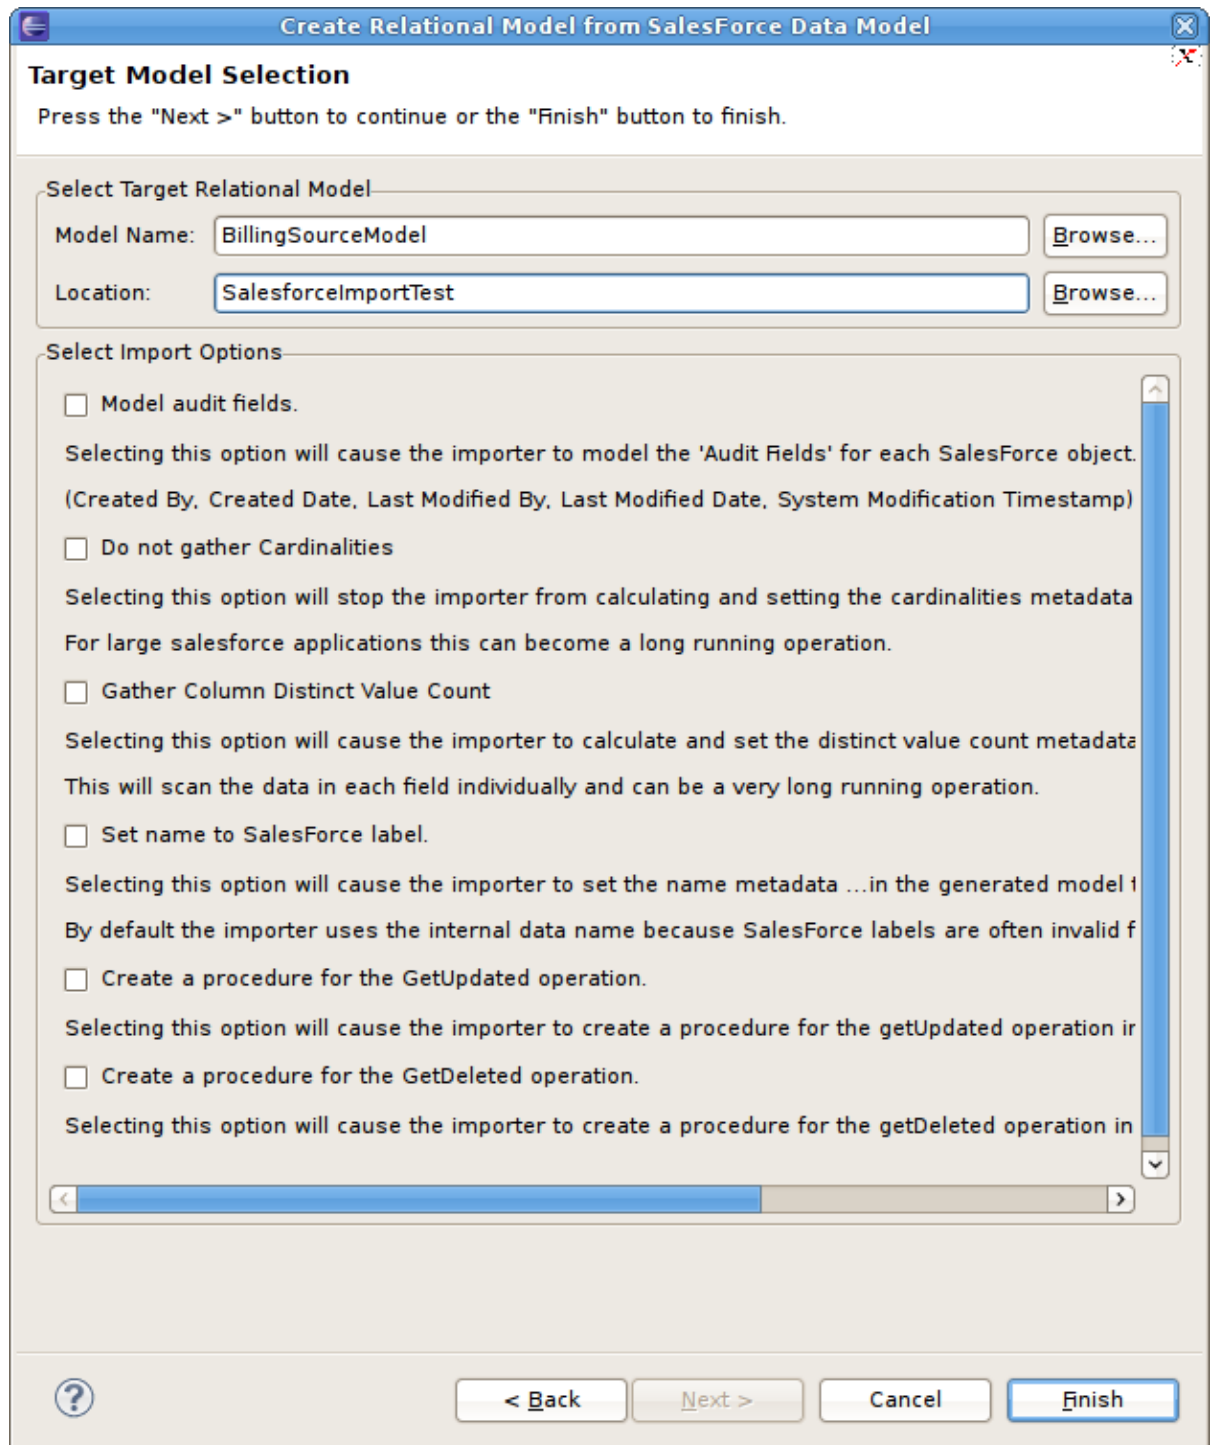 Create Relational Model from SalesForce Data Model
Target Model Selection
Press the "Next >" button to continue or the "Finish" button to finish.
Select Target Relational Model
Model Name: BillingSourceModel Browse...
Location: SalesforceImportTest Browse...
Select Import Options
Model audit fields.
Selecting this option will cause the importer to model the 'Audit Fields' for each SalesForce object.
(Created By, Created Date, Last Modified By, Last Modified Date, System Modification Timestamp)
Do not gather Cardinalities
Selecting this option will stop the importer from calculating and setting the cardinalities metadata
For large salesforce applications this can become a long running operation.
Gather Column Distinct Value Count
Selecting this option will cause the importer to calculate and set the distinct value count metadata
This will scan the data in each field individually and can be a very long running operation.
Set name to SalesForce label.
Selecting this option will cause the importer to set the name metadata ...in the generated model
By default the importer uses the internal data name because SalesForce labels are often invalid
Create a procedure for the GetUpdated operation.
Selecting this option will cause the importer to create a procedure for the getUpdated operation
Create a procedure for the GetDeleted operation.
Selecting this option will cause the importer to create a procedure for the getDeleted operation in
< Back Next > Cancel Finish